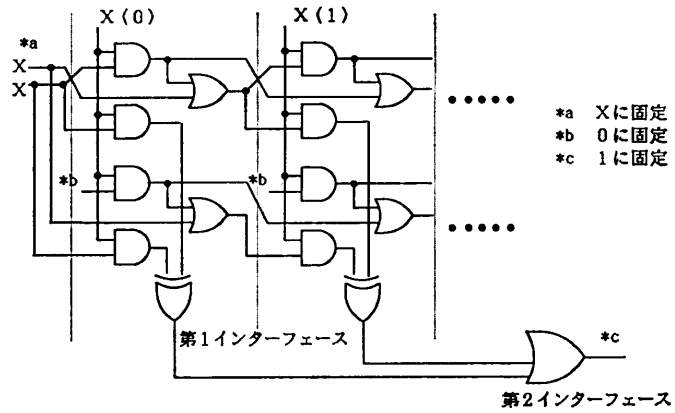 X(0)
X(1)
*a
X
X
*b
*b
*a Xに固定
*b 0に固定
*c 1に固定
第1インターフェース
*c
第2インターフェース